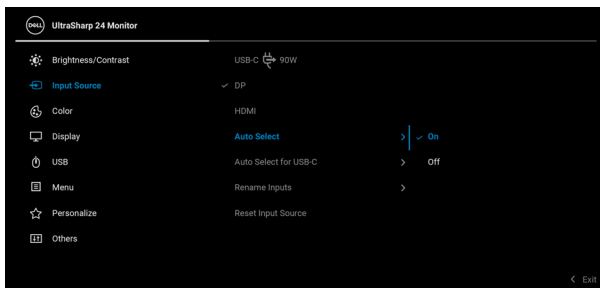 DELL UltraSharp 24 Monitor
Brightness/Contrast USB-C 90W
Input Source DP
Color HDMI
Display Auto Select On
USB Auto Select for USB-C Off
Menu Rename Inputs
Personalize Reset Input Source
Others
Exit